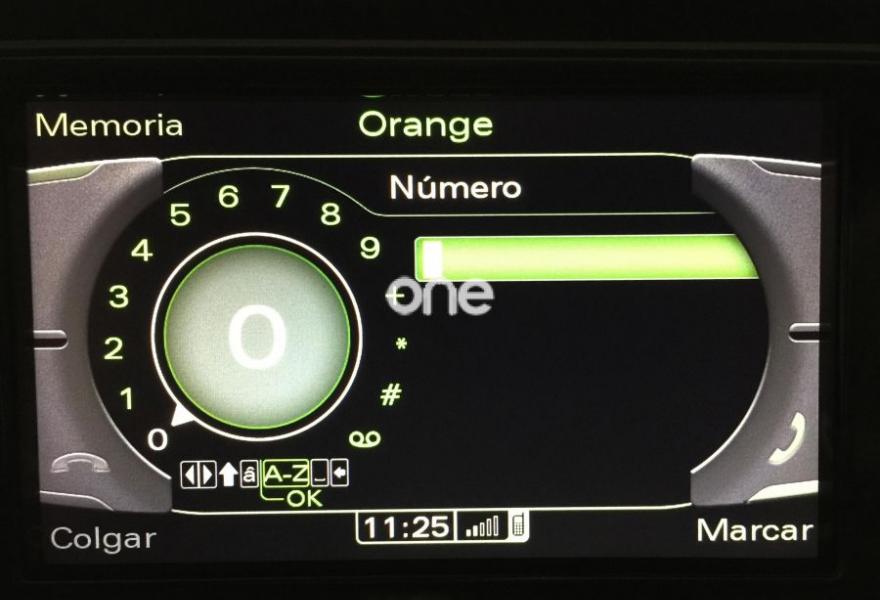 Memoria
Orange
Número
0
1
2
3
4
5
6
7
8
9
+
*
#
0
one
â A-Z
OK
11:25
Colgar
Marcar